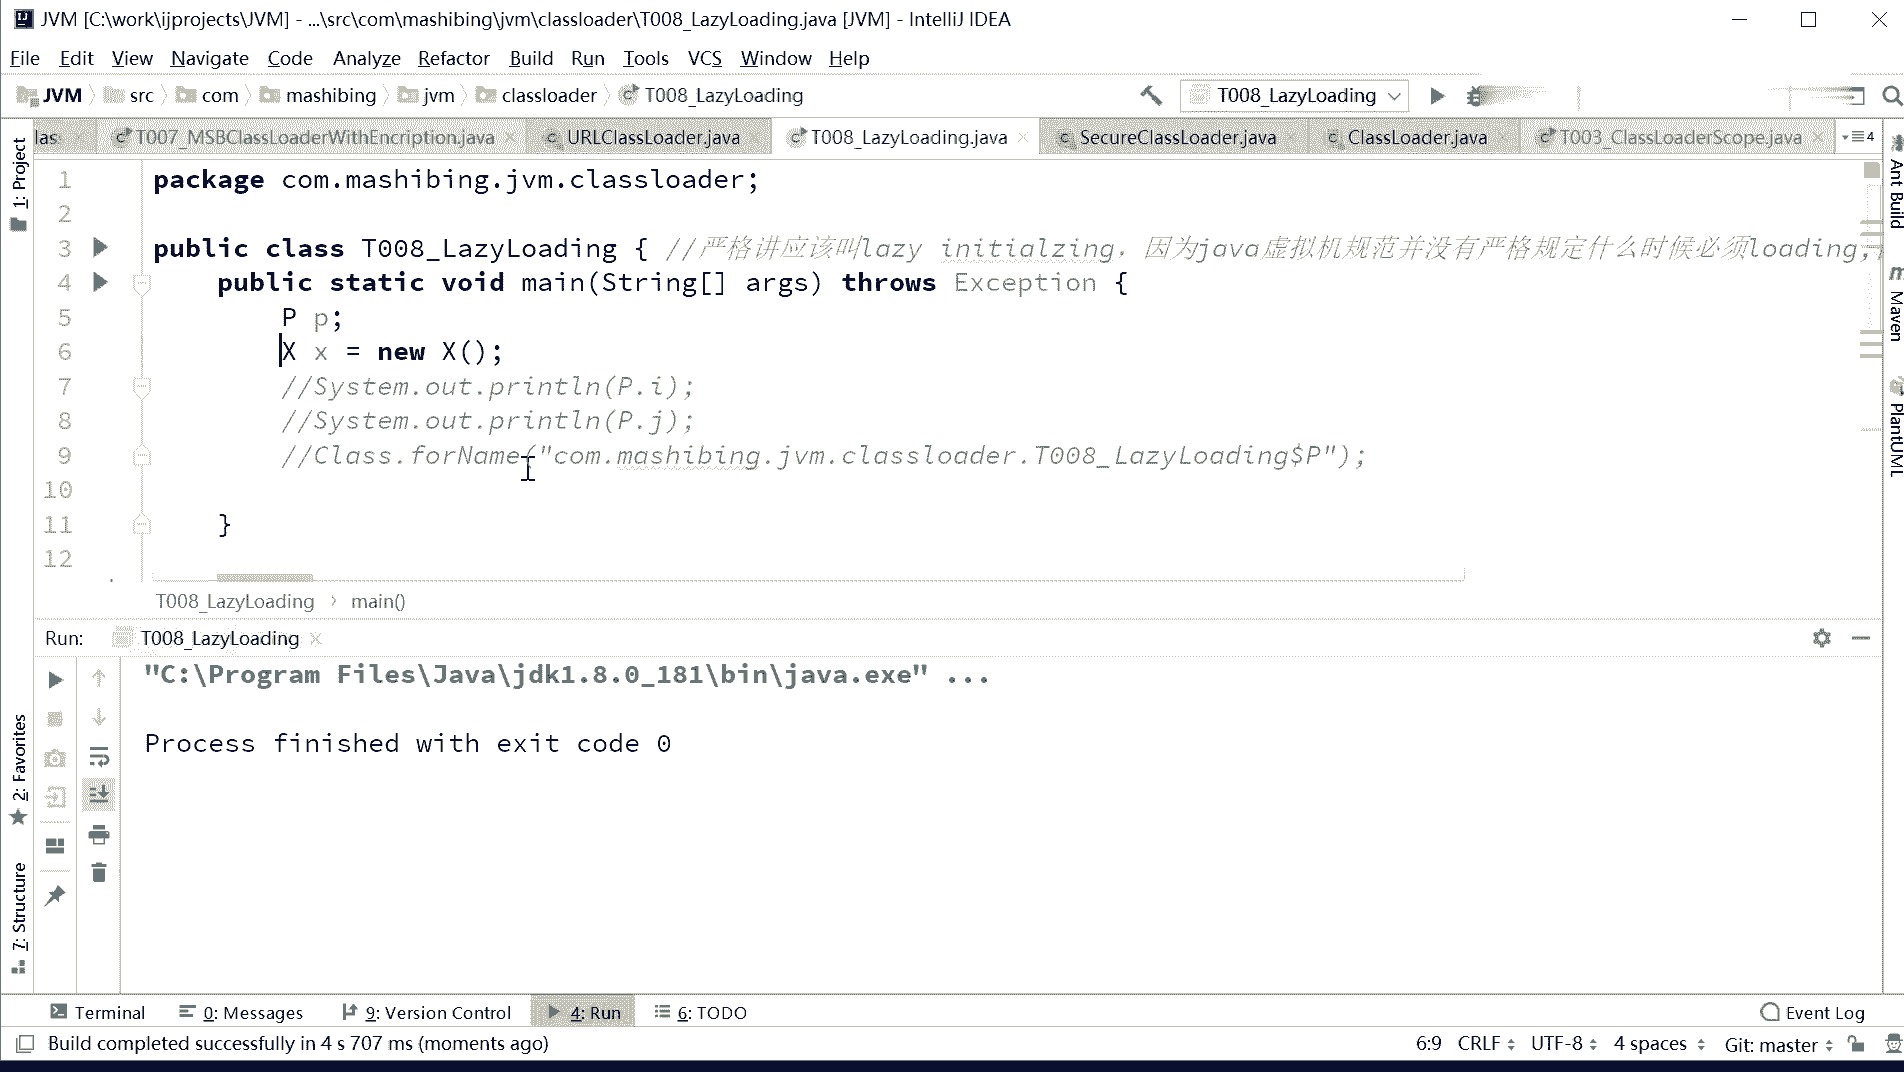 JVM [C:\work\ijprojects\JVM] - ...\src\com\mashibing\jvm\classloader\T008_LazyLoading.java [JVM] - IntelliJ IDEA
File Edit View Navigate Code Analyze Refactor Build Run Tools VCS Window Help
JVM src com mashibing jvm classloader T008_LazyLoading T008_LazyLoading
las T007_MSBClassLoaderWithEncription.java URLClassLoader.java T008_LazyLoading.java SecureClassLoader.java ClassLoader.java T003_ClassLoaderScope.java 4
1 package com.mashibing.jvm.classloader;
2
3 public class T008_LazyLoading { //严格讲应该叫lazy initialzing，因为java虚拟机规范并没有严格规定什么时候必须loading,
4 public static void main(String[] args) throws Exception {
5 P p;
6 X x = new X();
7 //System.out.println(P.i);
8 //System.out.println(P.j);
9 //Class.forName("com.mashibing.jvm.classloader.T008_LazyLoading$P");
10
11 }
12
T008_LazyLoading main()
Run: T008_LazyLoading
"C:\Program Files\Java\jdk1.8.0_181\bin\java.exe" ...
Process finished with exit code 0
1: Project
2: Favorites
7: Structure
Ant Build
m Maven
PlantUML
Terminal 0: Messages 9: Version Control 4: Run 6: TODO Event Log
Build completed successfully in 4 s 707 ms (moments ago) 6:9 CRLF UTF-8 4 spaces Git: master